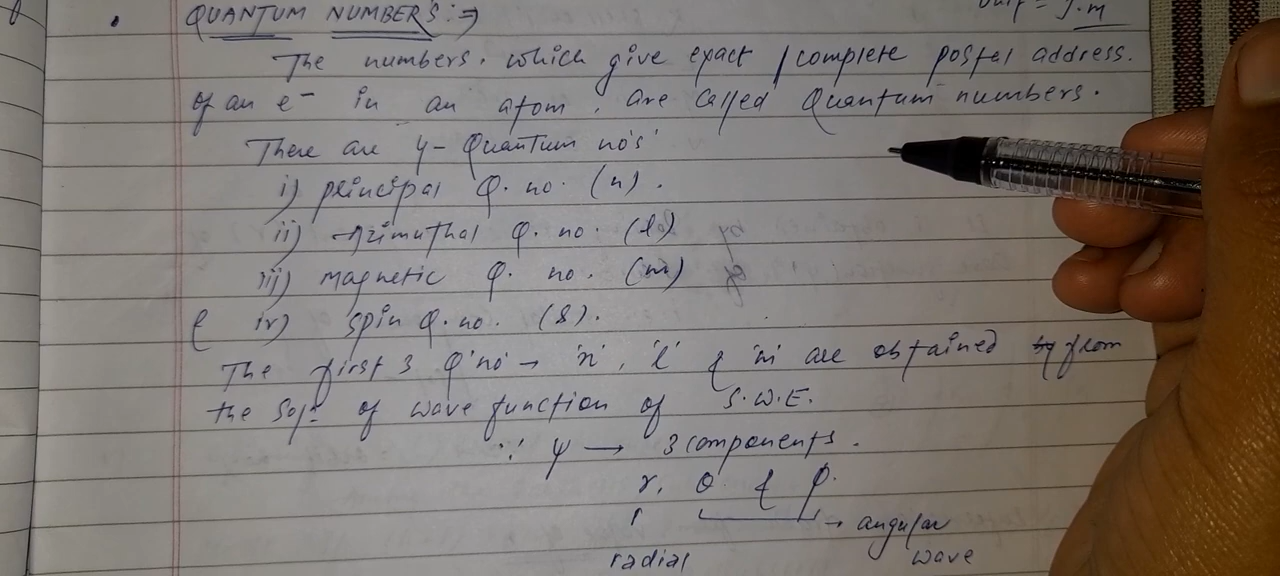 QUANTUM NUMBERS :⇒
Unit = J.m
The numbers. which give exact / complete postal address.
of an e⁻ in an atom, are called Quantum numbers.
There are 4- Quantum no's'
i) principal Q. no. (n).
ii) Azimuthal Q. no. (l)
iii) magnetic Q. no. (m)
& iv) spin Q. no. (s).
The first 3 Q'no → 'n', 'l' & 'm' are obtained by from
the Sol? of wave function of S.W.E.
∵ ψ → 3 components.
r, θ & φ.
→ angular
radial wave